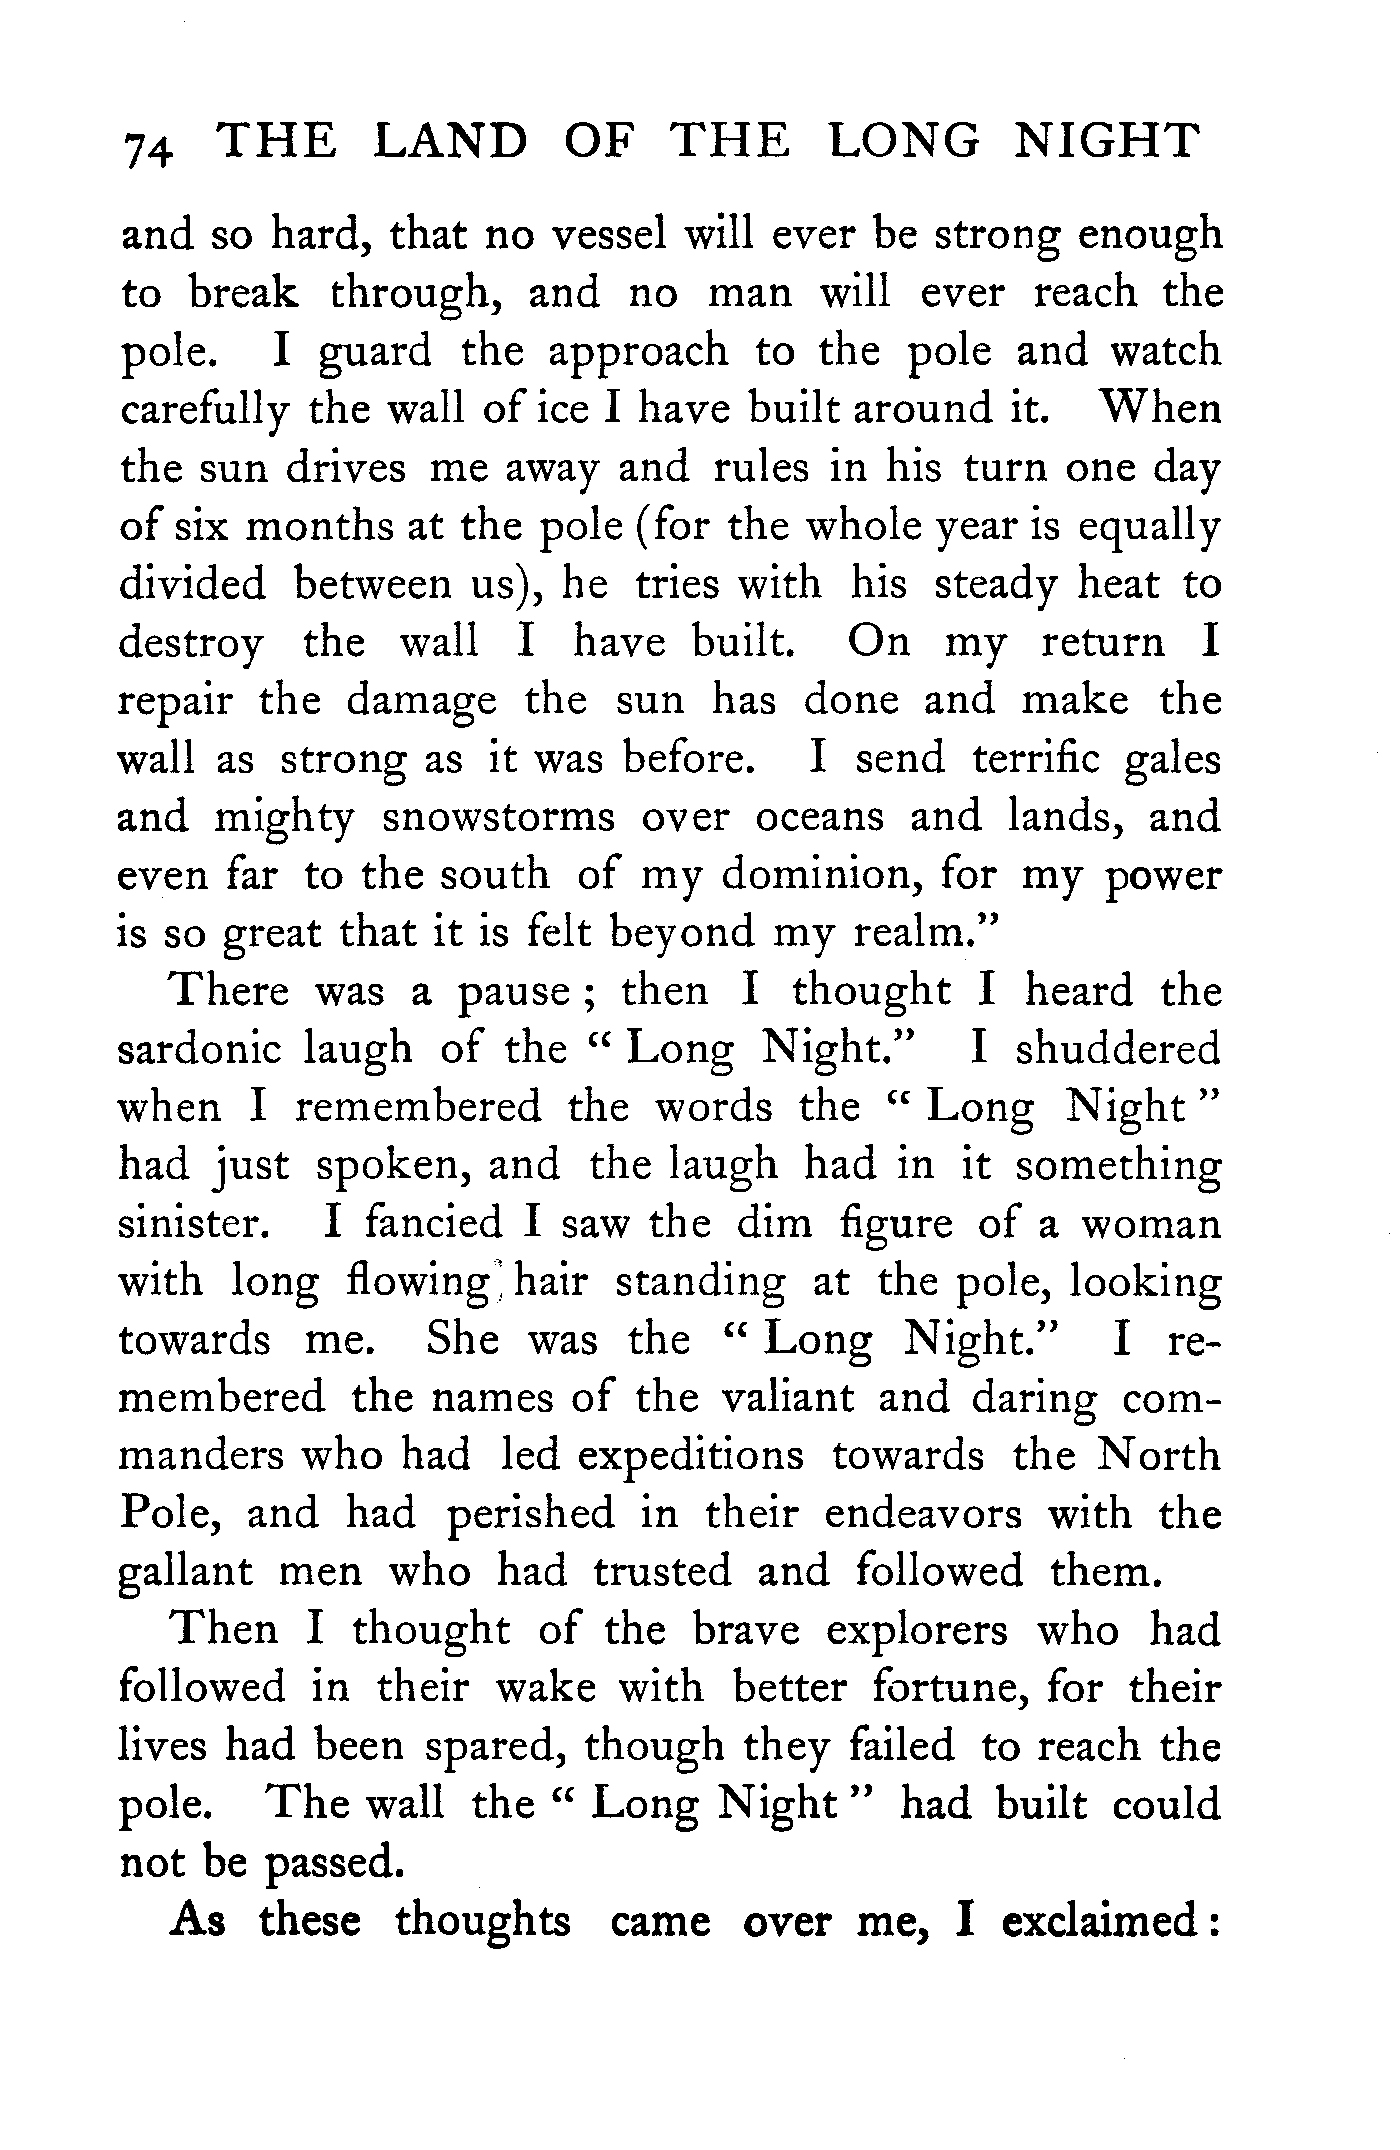 74 THE LAND OF THE LONG NIGHT
and so hard, that no vessel will ever be strong enough
to break through, and no man will ever reach the
pole. I guard the approach to the pole and watch
carefully the wall of ice I have built around it. When
the sun drives me away and rules in his turn one day
of six months at the pole (for the whole year is equally
divided between us), he tries with his steady heat to
destroy the wall I have built. On my return I
repair the damage the sun has done and make the
wall as strong as it was before. I send terrific gales
and mighty snowstorms over oceans and lands, and
even far to the south of my dominion, for my power
is so great that it is felt beyond my realm.”
There was a pause ; then I thought I heard the
sardonic laugh of the “ Long Night.” I shuddered
when I remembered the words the “ Long Night ”
had just spoken, and the laugh had in it something
sinister. I fancied I saw the dim figure of a woman
with long flowing hair standing at the pole, looking
towards me. She was the “ Long Night.” I re-
membered the names of the valiant and daring com-
manders who had led expeditions towards the North
Pole, and had perished in their endeavors with the
gallant men who had trusted and followed them.
Then I thought of the brave explorers who had
followed in their wake with better fortune, for their
lives had been spared, though they failed to reach the
pole. The wall the “ Long Night ” had built could
not be passed.
As these thoughts came over me, I exclaimed :